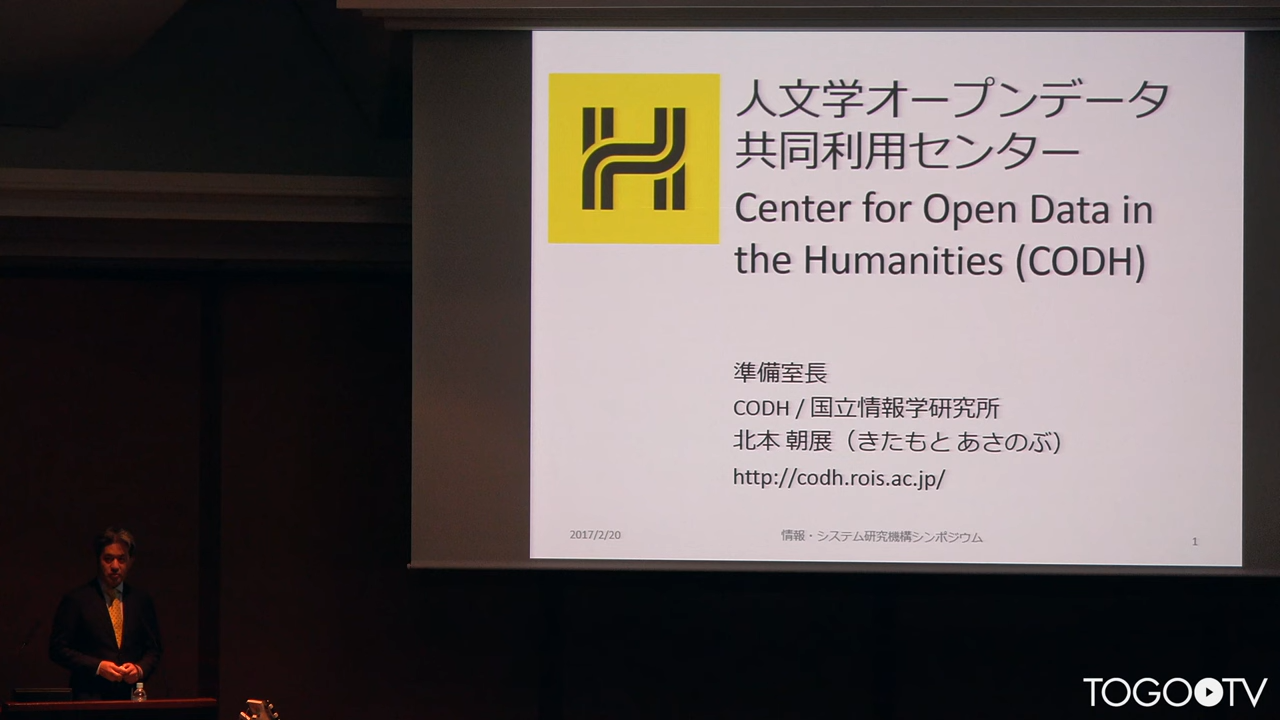 人文学オープンデータ
共同利用センター
Center for Open Data in
the Humanities (CODH)
準備室長
CODH / 国立情報学研究所
北本 朝展（きたもと あさのぶ）
http://codh.rois.ac.jp/
2017/2/20
情報・システム研究機構シンポジウム
1
TOGO TV